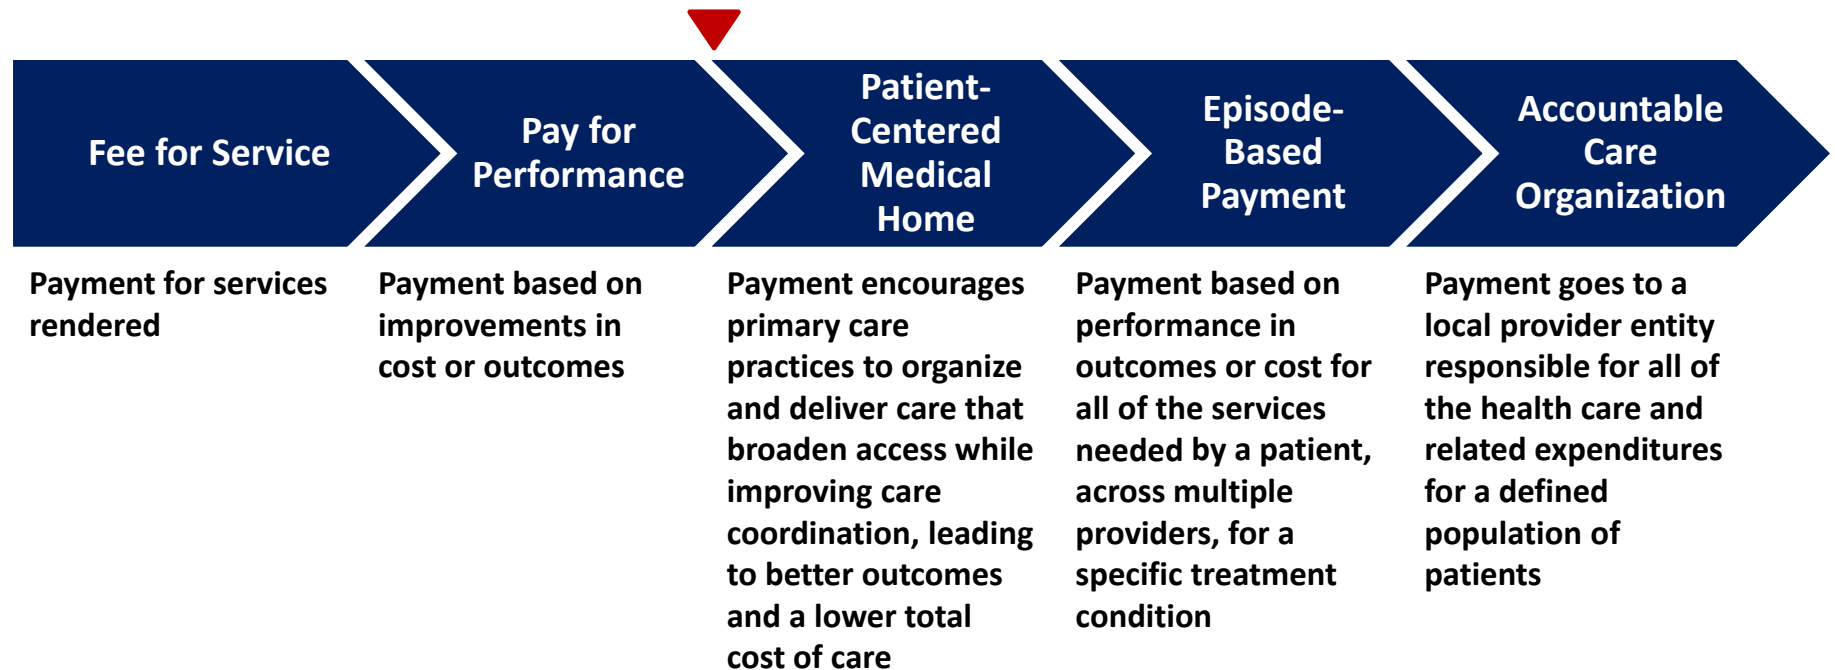 Fee for Service
Pay for
Performance
Patient-
Centered
Medical
Home
Episode-
Based
Payment
Accountable
Care
Organization
Payment for services
rendered
Payment based on
improvements in
cost or outcomes
Payment encourages
primary care
practices to organize
and deliver care that
broaden access while
improving care
coordination, leading
to better outcomes
and a lower total
cost of care
Payment based on
performance in
outcomes or cost for
all of the services
needed by a patient,
across multiple
providers, for a
specific treatment
condition
Payment goes to a
local provider entity
responsible for all of
the health care and
related expenditures
for a defined
population of
patients